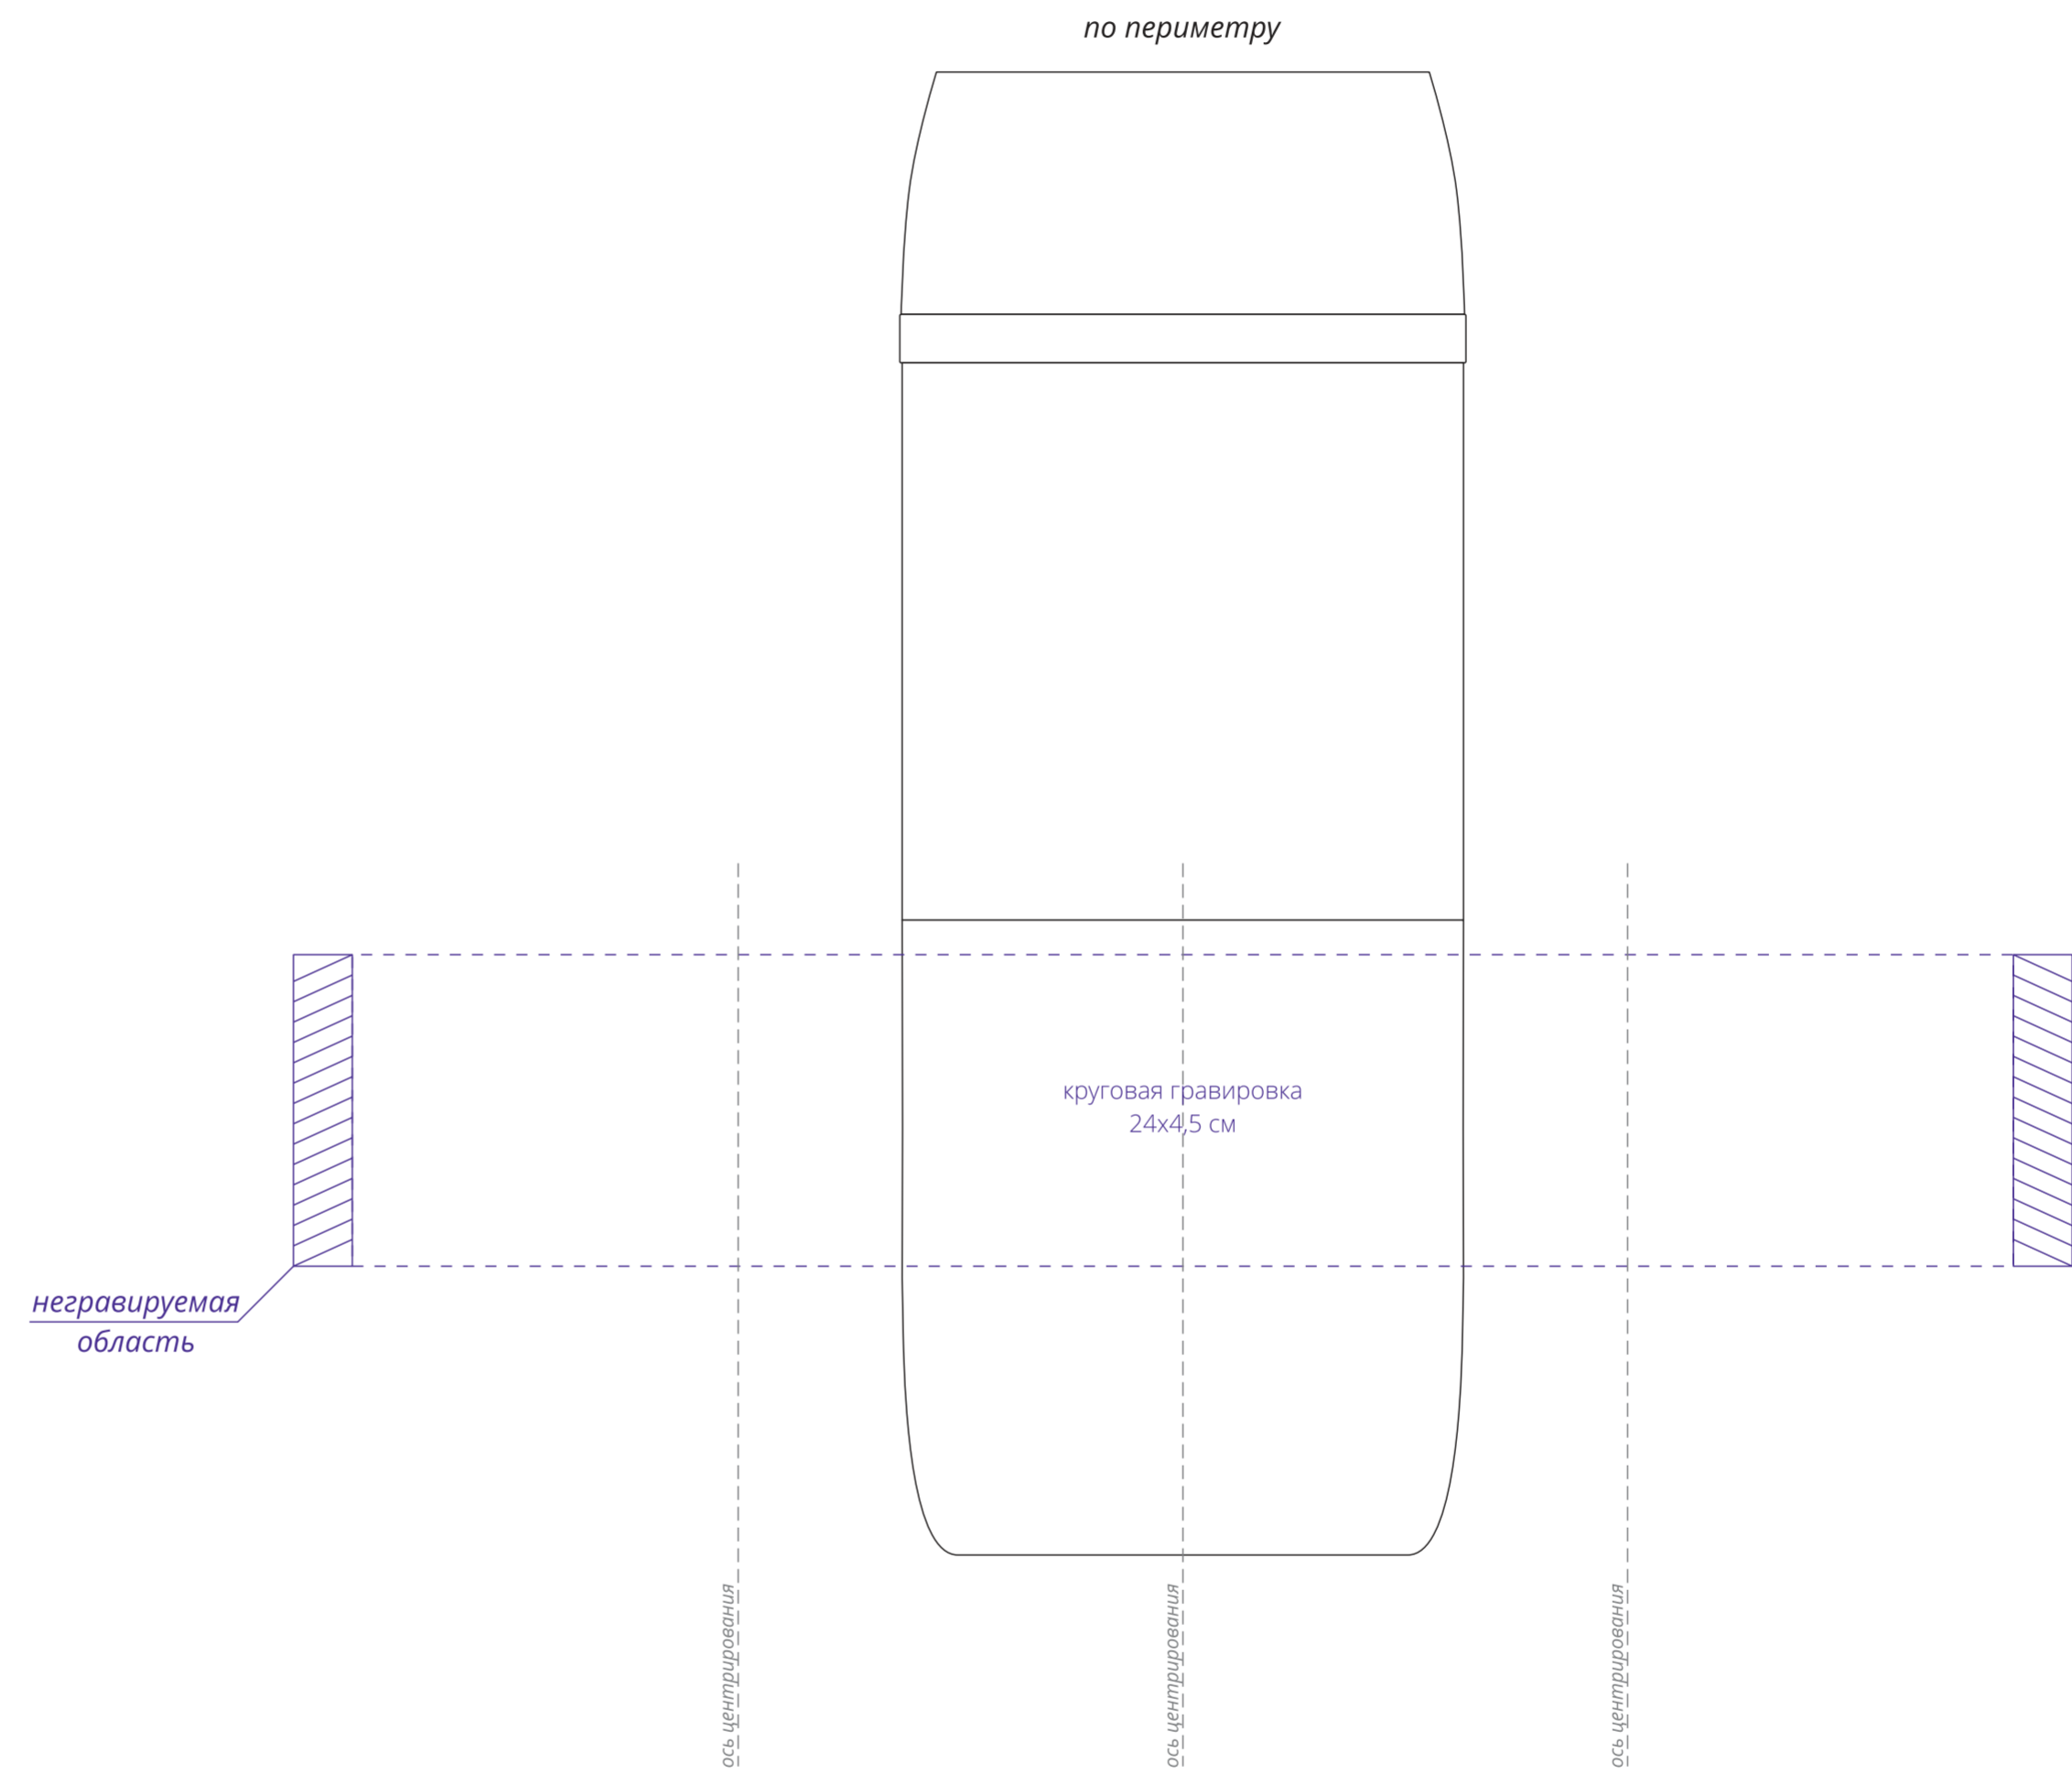 по периметру
круговая гравировка
24х4,5 см
негравируемая
область
ось центрирования
ось центрирования
ось центрирования